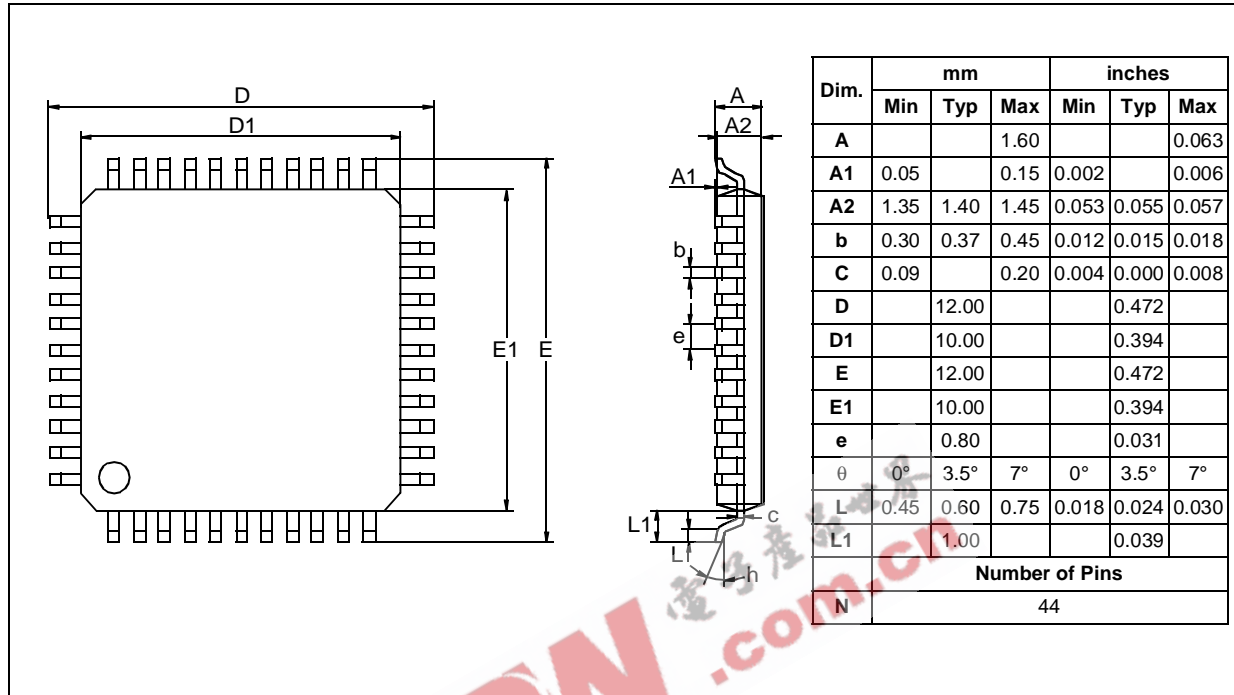 D
D1
A
A2
A1
b
e
E1 E
L1
L
c
h
Dim. mm inches
Min Typ Max Min Typ Max
A 1.60 0.063
A1 0.05 0.15 0.002 0.006
A2 1.35 1.40 1.45 0.053 0.055 0.057
b 0.30 0.37 0.45 0.012 0.015 0.018
C 0.09 0.20 0.004 0.000 0.008
D 12.00 0.472
D1 10.00 0.394
E 12.00 0.472
E1 10.00 0.394
e 0.80 0.031
θ 0° 3.5° 7° 0° 3.5° 7°
L 0.45 0.60 0.75 0.018 0.024 0.030
L1 1.00 0.039
Number of Pins
N 44
電子產品世界
.com.cn